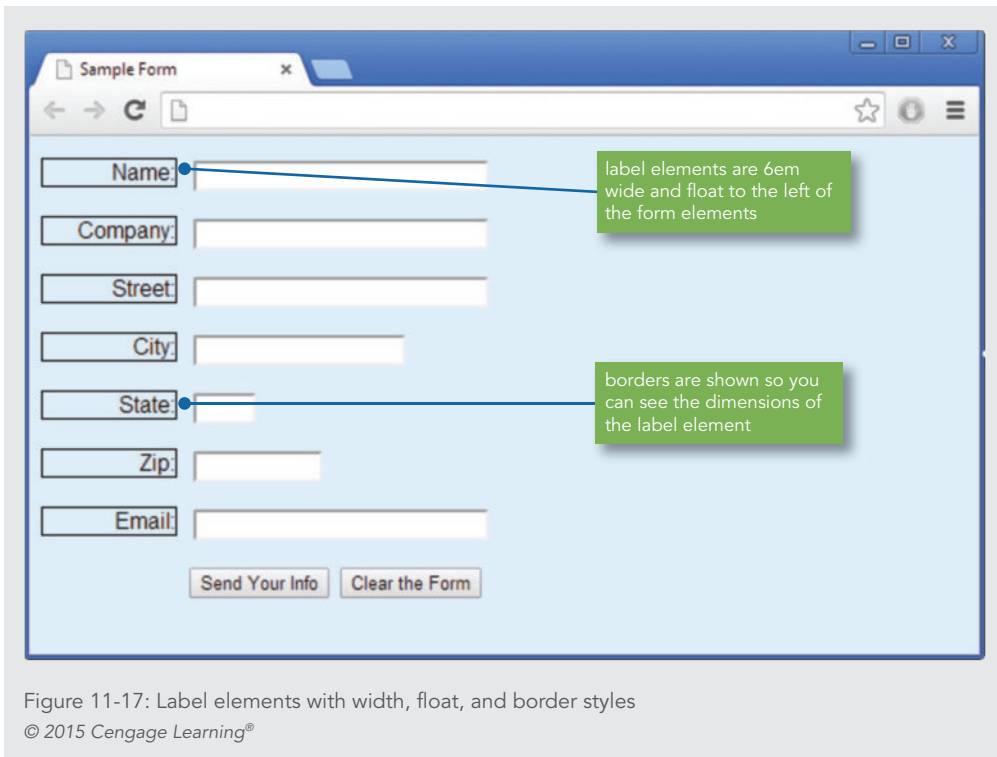 Sample Form
Name:
label elements are 6em
wide and float to the left of
the form elements
Company:
Street:
City:
State:
borders are shown so you
can see the dimensions of
the label element
Zip:
Email:
Send Your Info Clear the Form
Figure 11-17: Label elements with width, float, and border styles
© 2015 Cengage Learning®